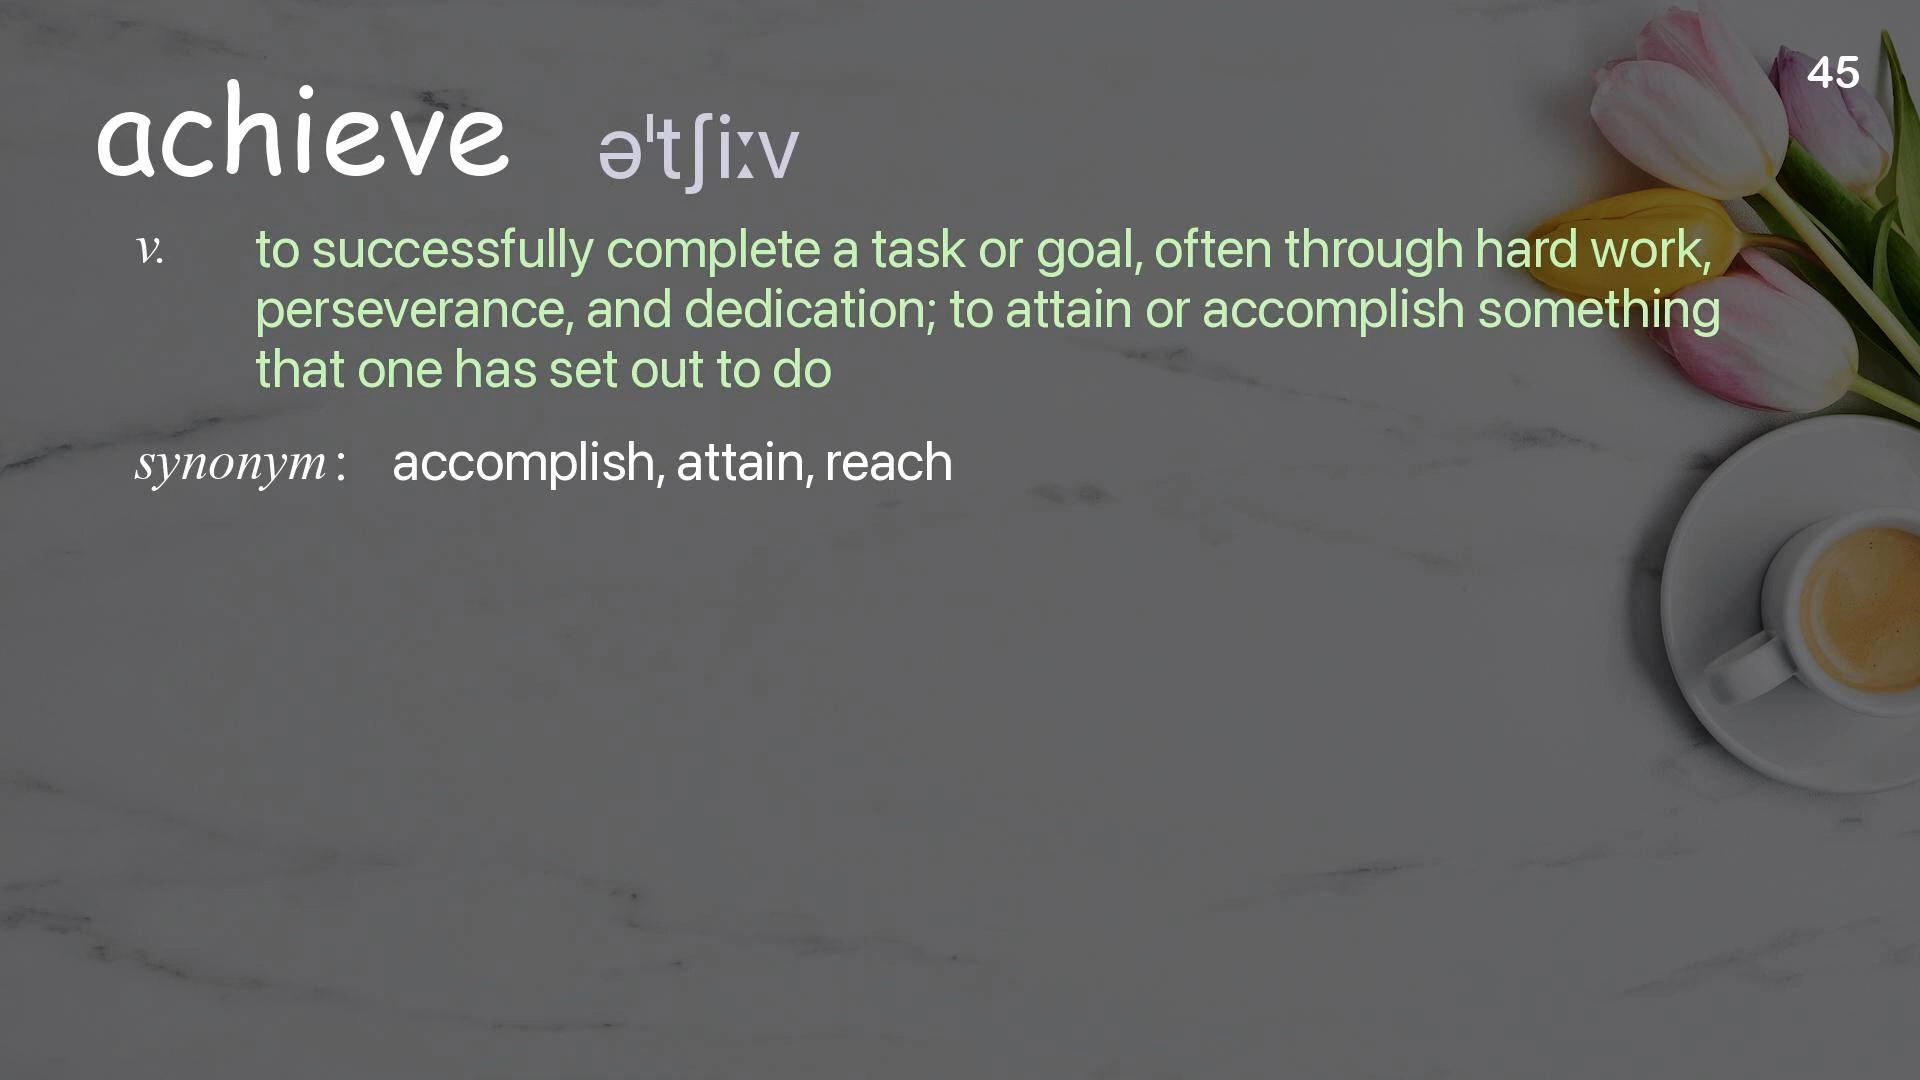 45
achieve əˈtʃiːv
v. to successfully complete a task or goal, often through hard work,
perseverance, and dedication; to attain or accomplish something
that one has set out to do
synonym: accomplish, attain, reach